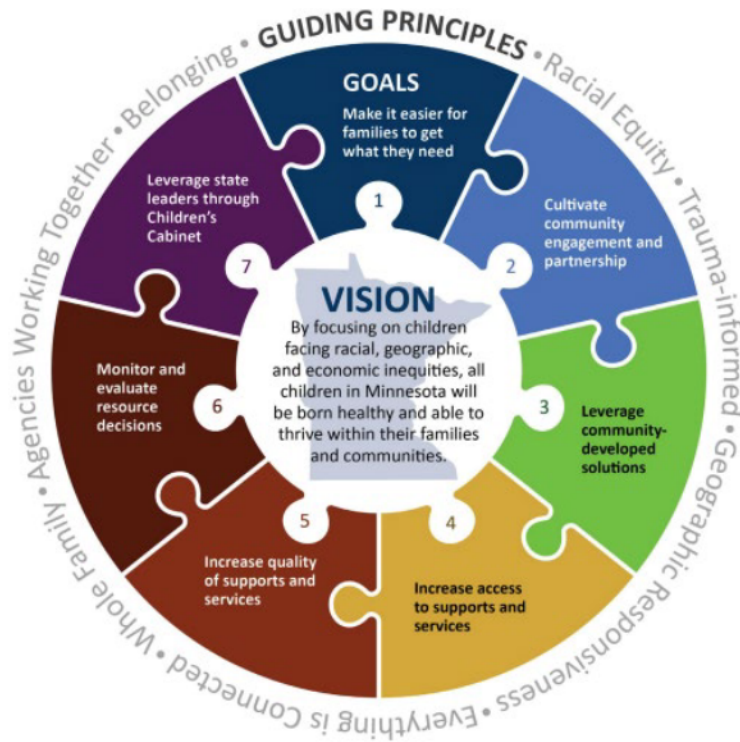 GUIDING PRINCIPLES • Racial Equity • Trauma-informed • Geographic Responsiveness • Everything is Connected • Whole Family • Agencies Working Together • Belonging •
GOALS
Make it easier for
families to get
what they need
1
Cultivate
community
engagement and
partnership
2
Leverage
community-
developed
solutions
3
Increase access
to supports and
services
4
Increase quality
of supports and
services
5
Monitor and
evaluate
resource
decisions
6
Leverage state
leaders through
Children's
Cabinet
7
VISION
By focusing on children
facing racial, geographic,
and economic inequities, all
children in Minnesota will
be born healthy and able to
thrive within their families
and communities.